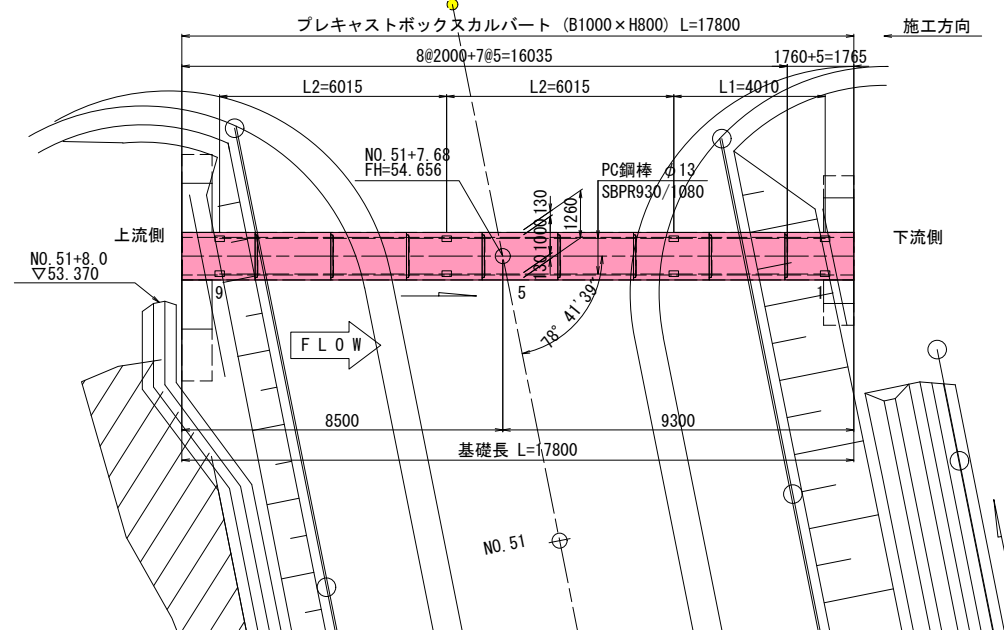 プレキャストボックスカルバート (B1000×H800) L=17800
施工方向
8@2000+7@5=16035
1760+5=1765
L2=6015
L2=6015
L1=4010
NO.51+7.68
FH=54.656
PC鋼棒 φ13
SBPR930/1080
130
1000
130
1260
上流側
下流側
NO.51+8.0
▽53.370
9
5
1
78° 41'39"
FLOW
8500
9300
基礎長 L=17800
NO.51